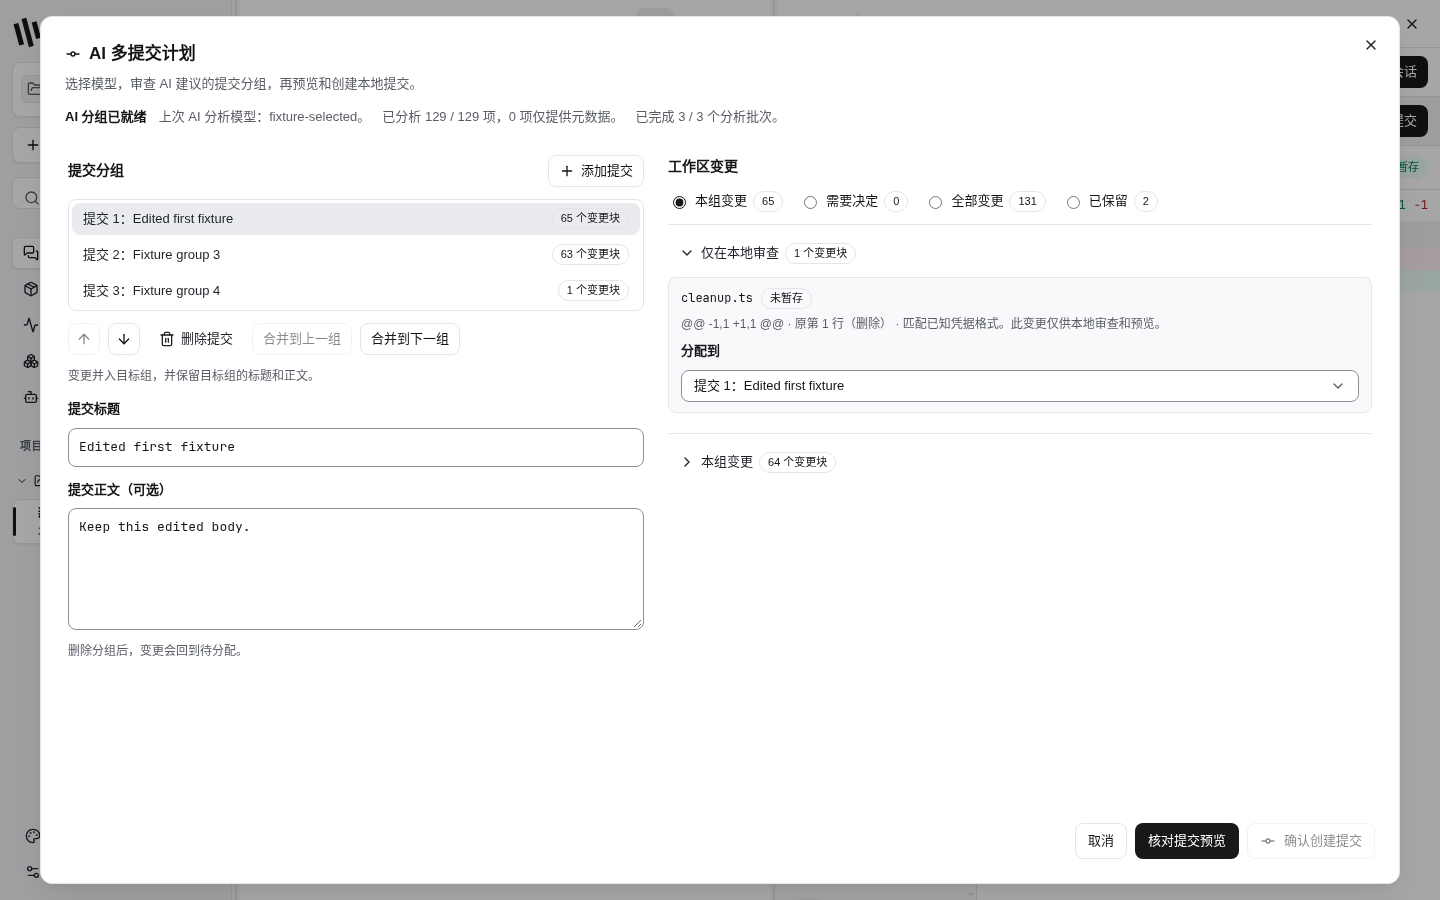 AI 多提交计划
选择模型，审查 AI 建议的提交分组，再预览和创建本地提交。
AI 分组已就绪 上次 AI 分析模型：fixture-selected。 已分析 129 / 129 项，0 项仅提供元数据。 已完成 3 / 3 个分析批次。
提交分组
添加提交
提交 1：Edited first fixture 65 个变更块
提交 2：Fixture group 3 63 个变更块
提交 3：Fixture group 4 1 个变更块
删除提交 合并到上一组 合并到下一组
变更并入目标组，并保留目标组的标题和正文。
提交标题
Edited first fixture
提交正文（可选）
Keep this edited body.
删除分组后，变更会回到待分配。
工作区变更
本组变更 65 需要决定 0 全部变更 131 已保留 2
仅在本地审查 1 个变更块
cleanup.ts 未暂存
@@ -1,1 +1,1 @@ · 原第 1 行（删除） · 匹配已知凭据格式。此变更仅供本地审查和预览。
分配到
提交 1：Edited first fixture
本组变更 64 个变更块
取消 核对提交预览 确认创建提交
项目
话
提交
暂存
1 -1